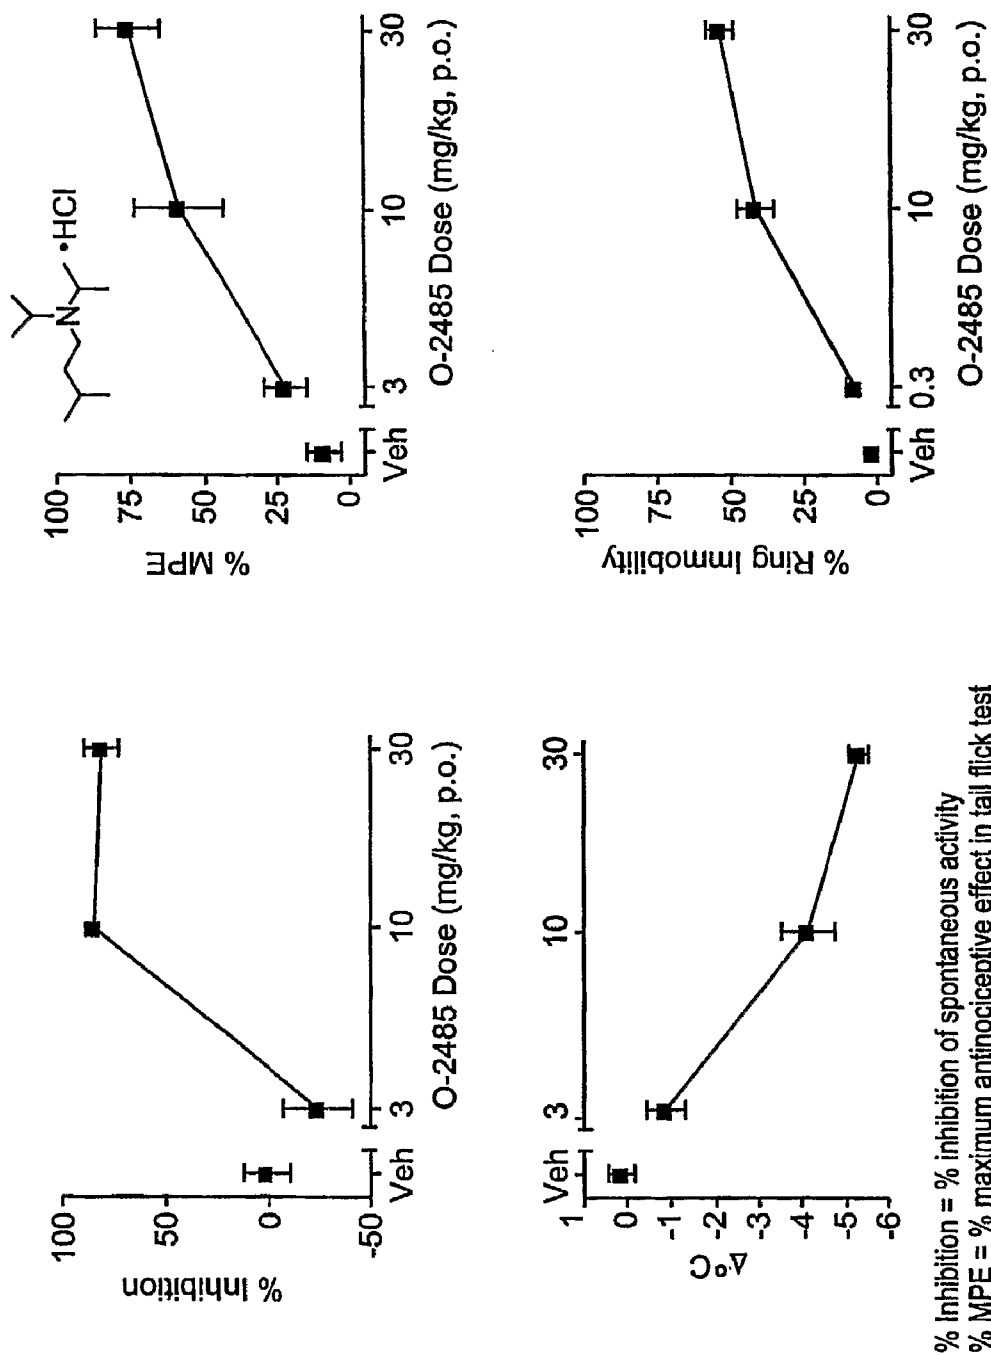 % Inhibition
100
50
0
-50
Veh
3
10
30
O-2485 Dose (mg/kg, p.o.)
% MPE
100
75
50
25
0
Veh
3
10
30
O-2485 Dose (mg/kg, p.o.)
N
•HCl
Δ°C
1
0
-1
-2
-3
-4
-5
-6
Veh
3
10
30
% Ring Immobility
100
75
50
25
0
Veh
0.3
10
30
O-2485 Dose (mg/kg, p.o.)
% Inhibition = % inhibition of spontaneous activity
% MPE = % maximum antinociceptive effect in tail flick test